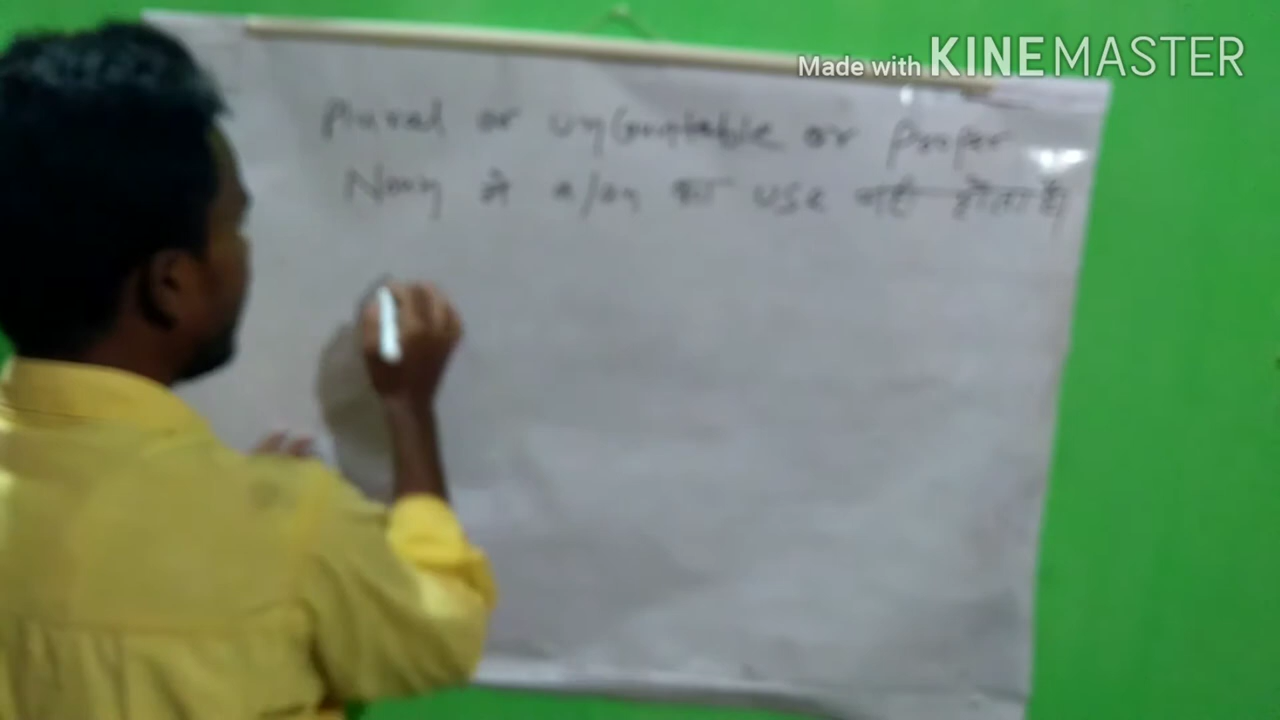 Made with KINEMASTER
Plural or uncountable or Proper
Noun मे a/an का use नही होता है।